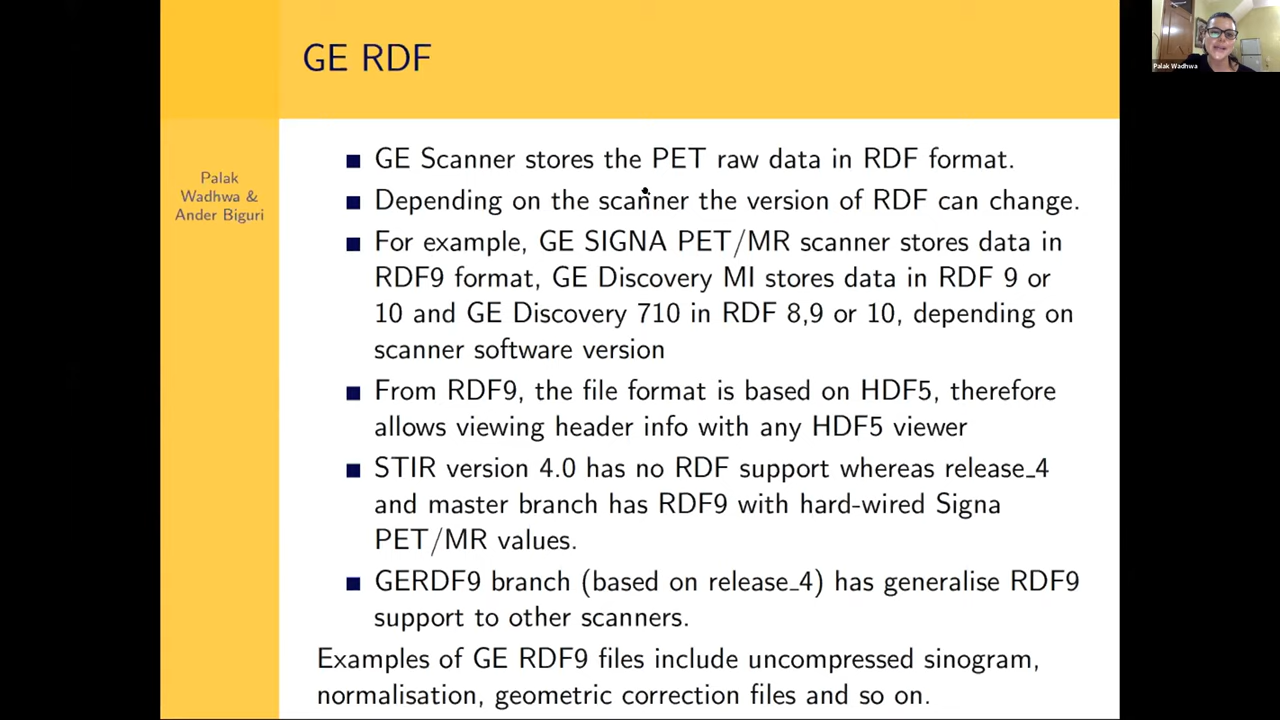 GE RDF
Palak Wadhwa
Palak
Wadhwa &
Ander Biguri
GE Scanner stores the PET raw data in RDF format.
Depending on the scanner the version of RDF can change.
For example, GE SIGNA PET/MR scanner stores data in
RDF9 format, GE Discovery MI stores data in RDF 9 or
10 and GE Discovery 710 in RDF 8,9 or 10, depending on
scanner software version
From RDF9, the file format is based on HDF5, therefore
allows viewing header info with any HDF5 viewer
STIR version 4.0 has no RDF support whereas release_4
and master branch has RDF9 with hard-wired Signa
PET/MR values.
GERDF9 branch (based on release_4) has generalise RDF9
support to other scanners.
Examples of GE RDF9 files include uncompressed sinogram,
normalisation, geometric correction files and so on.